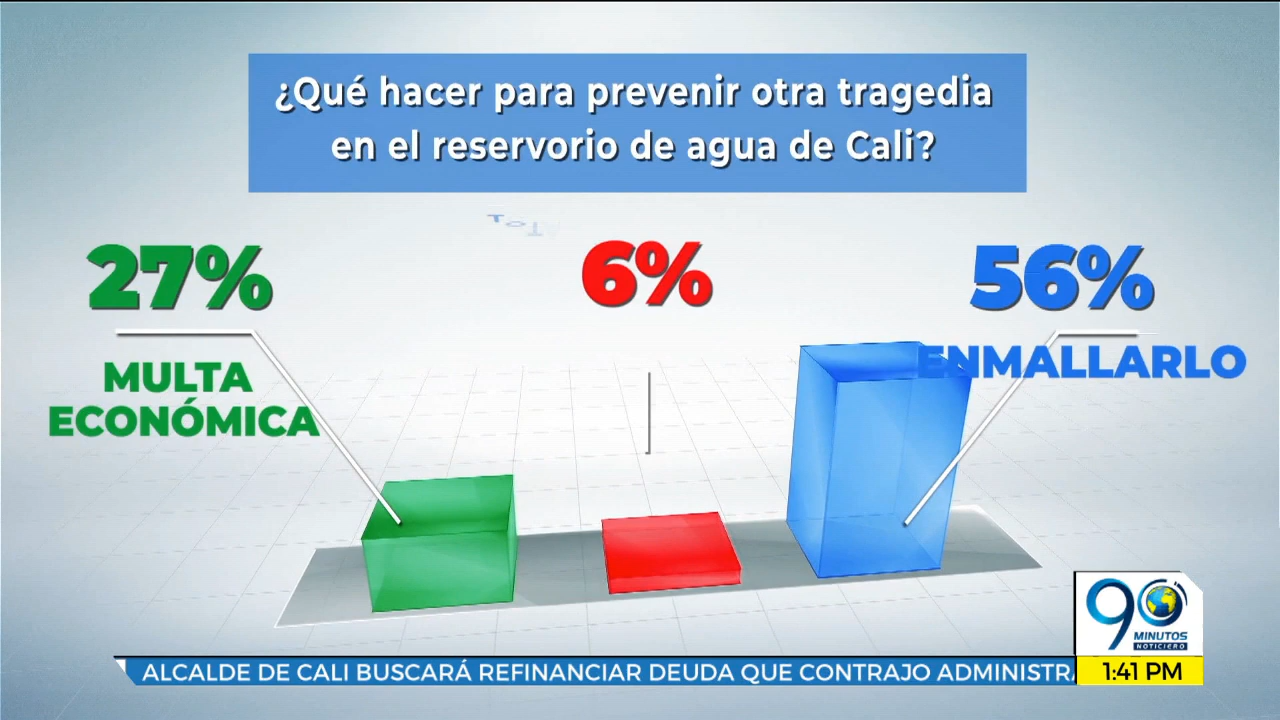 ¿Qué hacer para prevenir otra tragedia
en el reservorio de agua de Cali?
27%
MULTA
ECONÓMICA
6%
56%
ENMALLARLO
90
MINUTOS
NOTICIERO
ALCALDE DE CALI BUSCARÁ REFINANCIAR DEUDA QUE CONTRAJO ADMINISTRA
1:41 PM